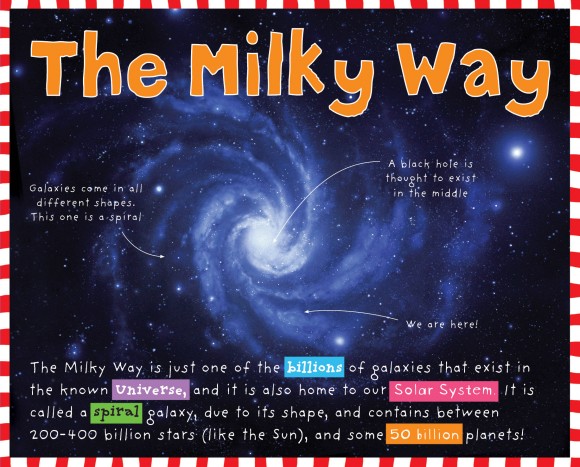 The Milky Way
Galaxies come in all
different shapes.
This one is a spiral
A black hole is
thought to exist
in the middle
We are here!
The Milky Way is just one of the billions of galaxies that exist in
the known Universe, and it is also home to our Solar System. It is
called a spiral galaxy, due to its shape, and contains between
200-400 billion stars (like the Sun), and some 50 billion planets!